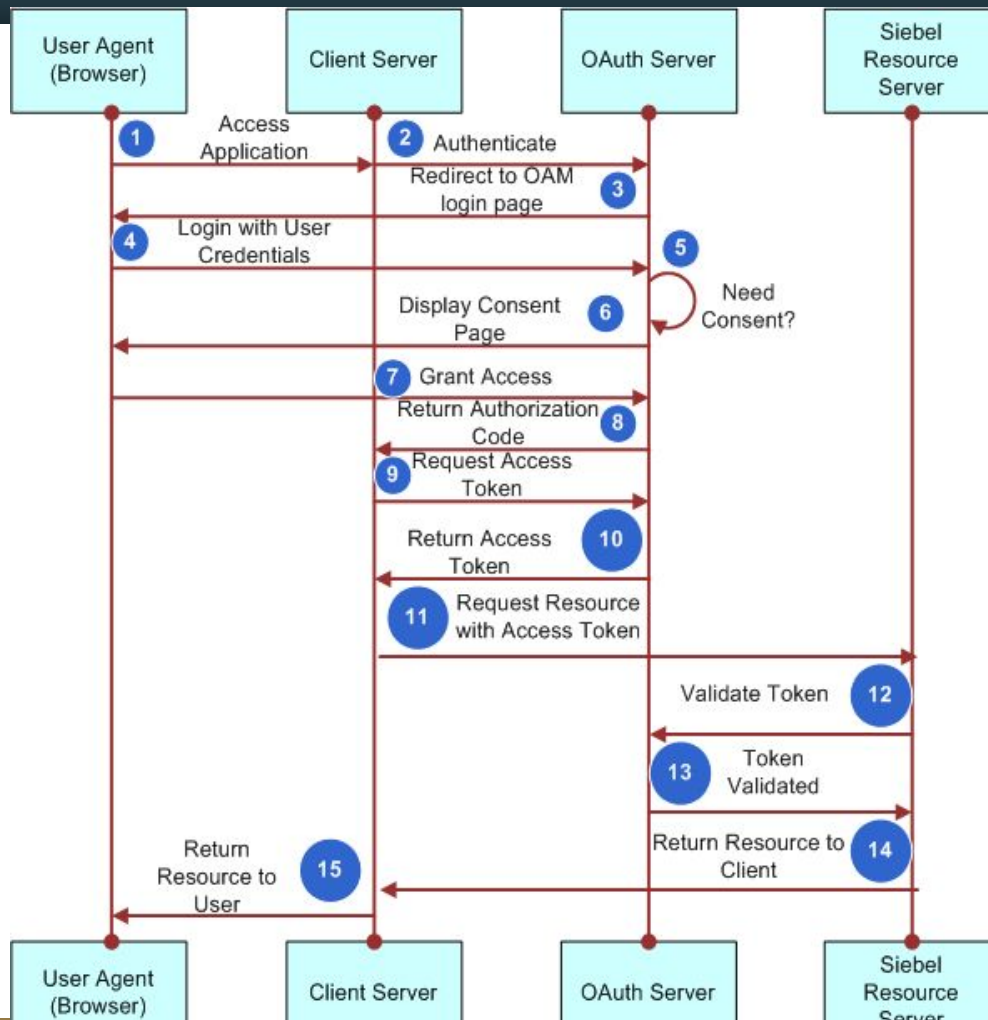 User Agent
(Browser)
Client Server
OAuth Server
Siebel
Resource
Server
1
Access
Application
2
Authenticate
Redirect to OAM
login page
3
4
Login with User
Credentials
5
Need
Consent?
Display Consent
Page
6
7
Grant Access
Return Authorization
Code
8
9
Request Access
Token
Return Access
Token
10
11
Request Resource
with Access Token
Validate Token
12
13
Token
Validated
Return Resource to
Client
14
Return
Resource to
User
15
User Agent
(Browser)
Client Server
OAuth Server
Siebel
Resource
Server